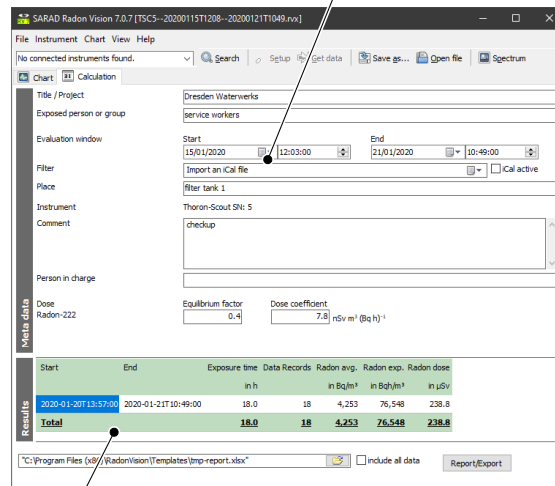 SARAD Radon Vision 7.0.7 [TSC5--20200115T1208--20200121T1049.rvx]
File Instrument Chart View Help
No connected instruments found. Search Setup Get data Save as... Open file Spectrum
Chart Calculation
Title / Project Dresden Waterwerks
Exposed person or group service workers
Evaluation window Start End
15/01/2020 12:03:00 21/01/2020 10:49:00
Filter Import an iCal file iCal active
Place filter tank 1
Instrument Thoron-Scout SN: 5
Comment checkup
Person in charge
Meta data
Dose Equilibrium factor Dose coefficient
Radon-222 0.4 7.8 nSv m³ (Bq h)⁻¹
Results
Start End Exposure time Data Records Radon avg. Radon exp. Radon dose
in h in Bq/m³ in Bqh/m³ in µSv
2020-01-20T13:57:00 2020-01-21T10:49:00 18.0 18 4,253 76,548 238.8
Total 18.0 18 4,253 76,548 238.8
"C:\Program Files (x86)\RadonVision\Templates\tmp-report.xlsx" include all data Report/Export